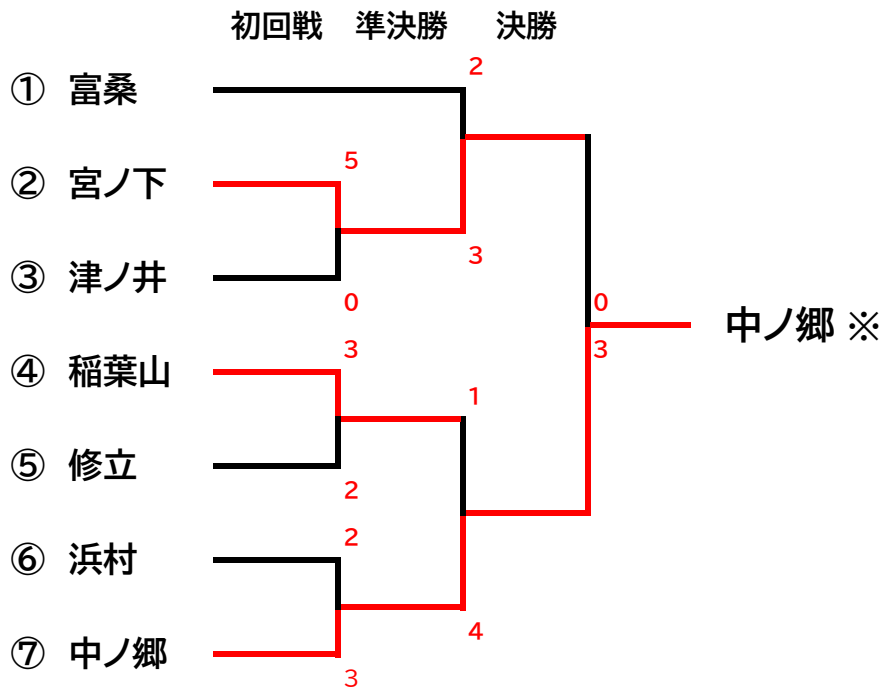 初回戦 準決勝 決勝
2
① 富桑
5
② 宮ノ下
3
③ 津ノ井
0
0
中ノ郷 ※
3
3
④ 稲葉山
1
⑤ 修立
2
2
⑥ 浜村
4
⑦ 中ノ郷
3